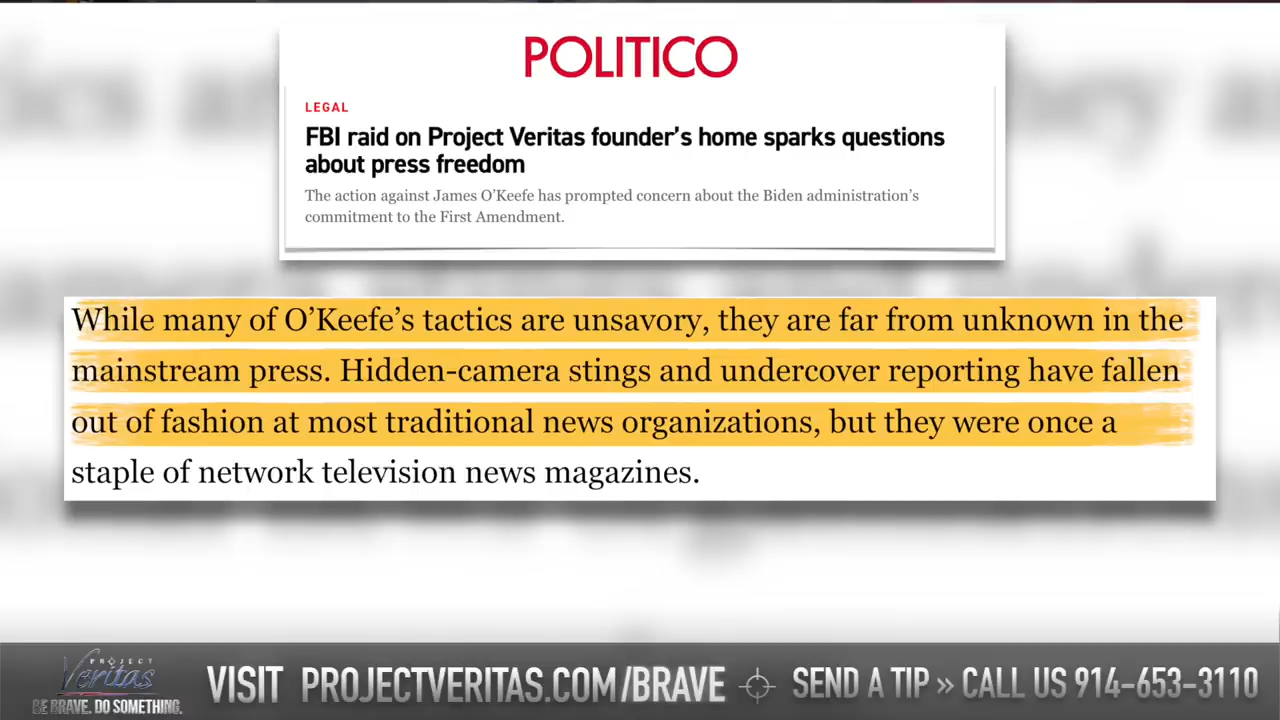 POLITICO
LEGAL
FBI raid on Project Veritas founder’s home sparks questions
about press freedom
The action against James O’Keefe has prompted concern about the Biden administration’s
commitment to the First Amendment.
While many of O’Keefe’s tactics are unsavory, they are far from unknown in the
mainstream press. Hidden-camera stings and undercover reporting have fallen
out of fashion at most traditional news organizations, but they were once a
staple of network television news magazines.
PROJECT
Veritas
BE BRAVE. DO SOMETHING.
VISIT PROJECTVERITAS.COM/BRAVE SEND A TIP » CALL US 914-653-3110